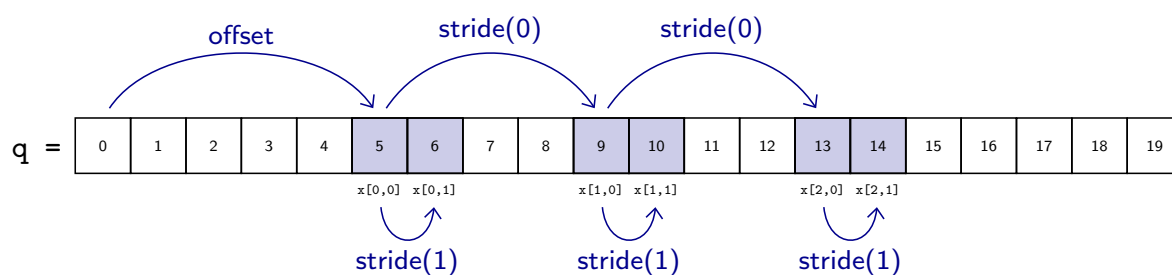 offset stride(0) stride(0)
q = 0 1 2 3 4 5 6 7 8 9 10 11 12 13 14 15 16 17 18 19
x[0,0] x[0,1] x[1,0] x[1,1] x[2,0] x[2,1]
stride(1) stride(1) stride(1)